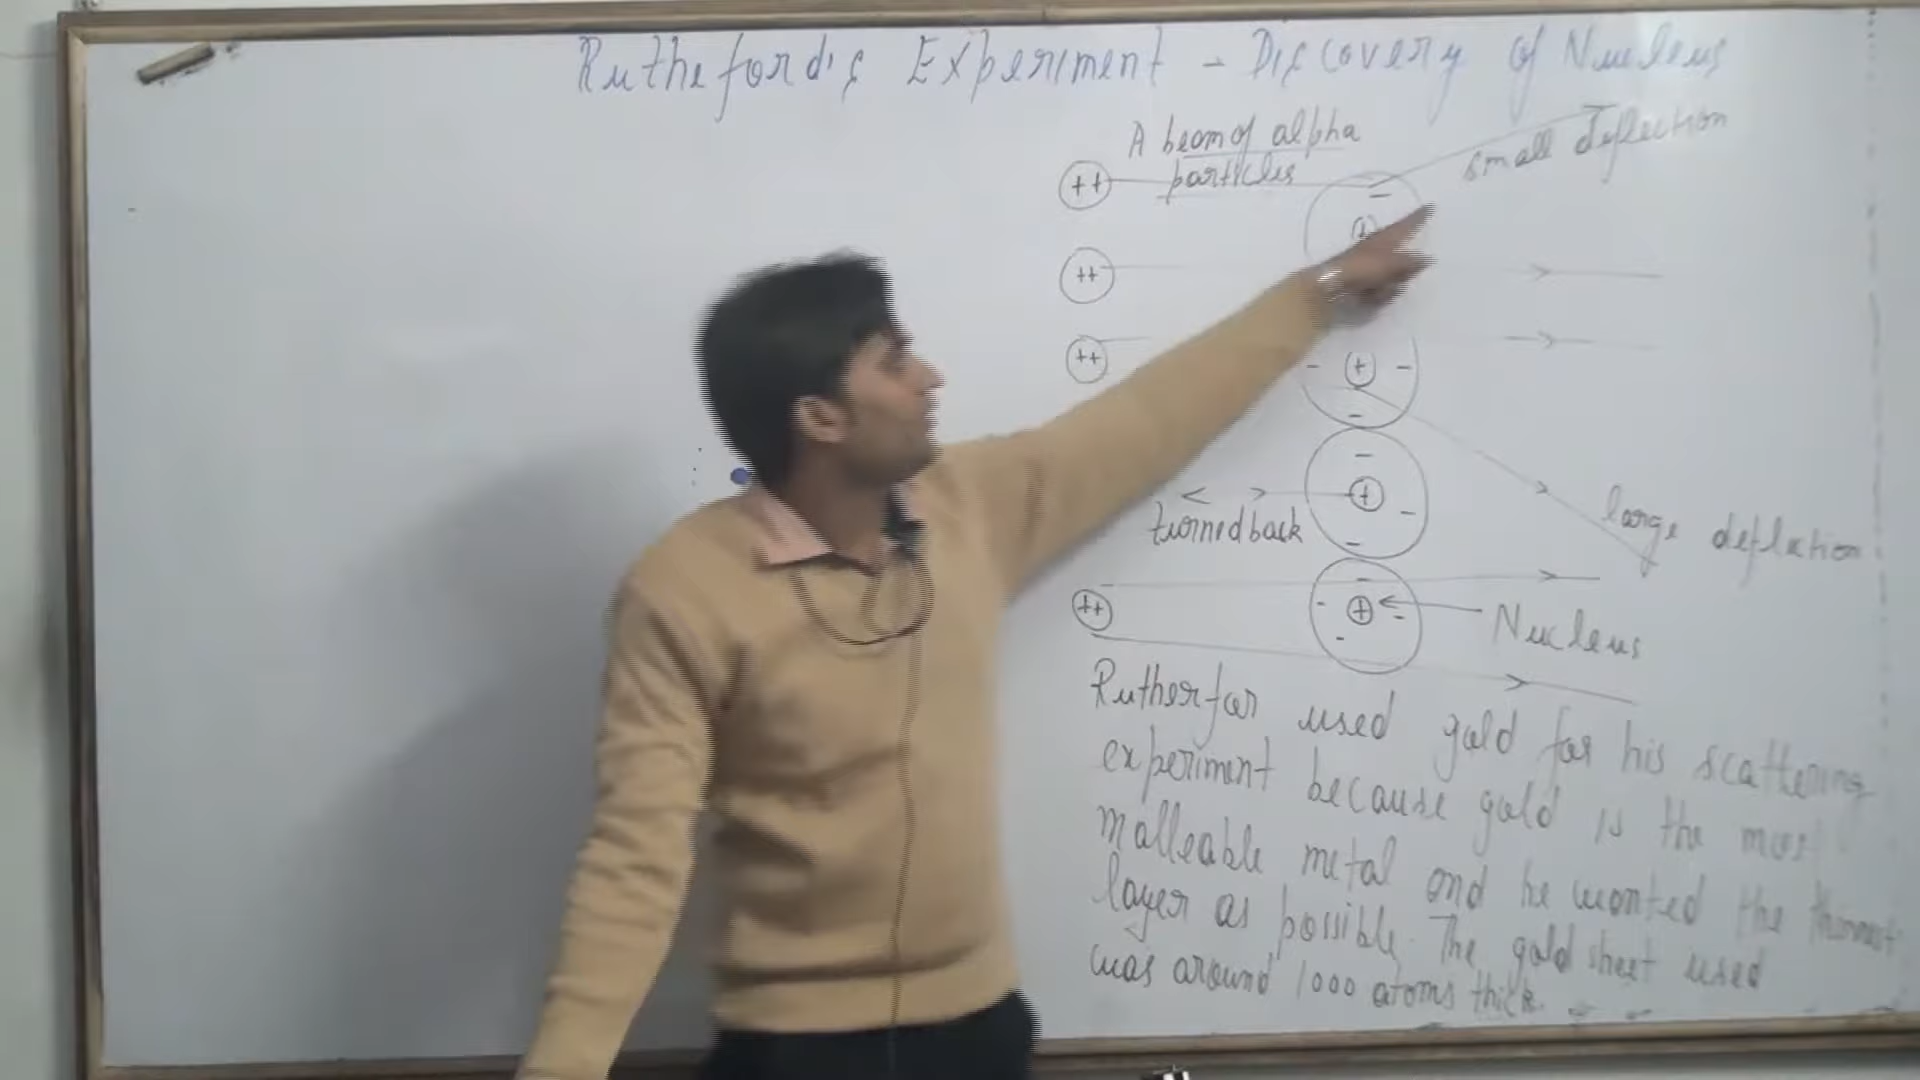 Rutheford's Experiment - Discovery of Nucleus
A beam of alpha
particles
small deflection
++
-
+
++
++
- + -
-
-
+
-
-
turned back
large deflection
++
-
- + -
-
Nucleus
Rutherfor used gold for his scattering
experiment because gold is the most
malleable metal and he wanted the thinnest
layer as possible. The gold sheet used
was around 1000 atoms thick.